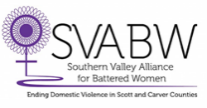 SVABW
Southern Valley Alliance
for Battered Women
Ending Domestic Violence in Scott and Carver Counties